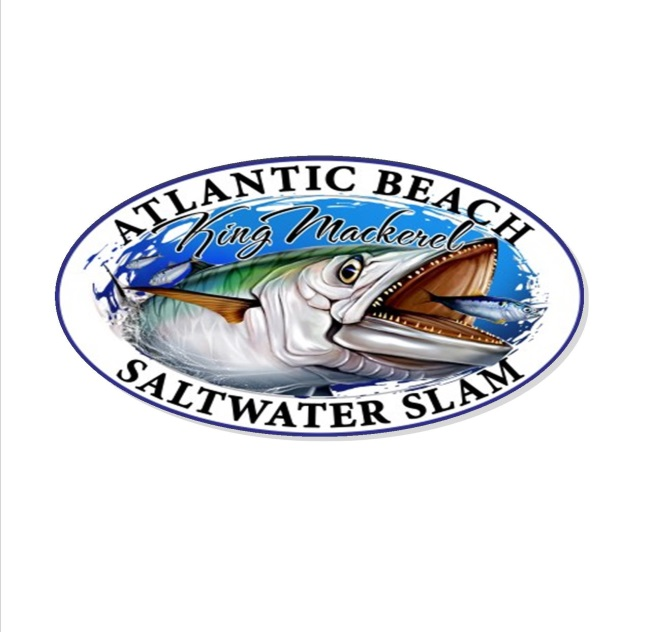 ATLANTIC BEACH
King Mackerel
SALTWATER SLAM